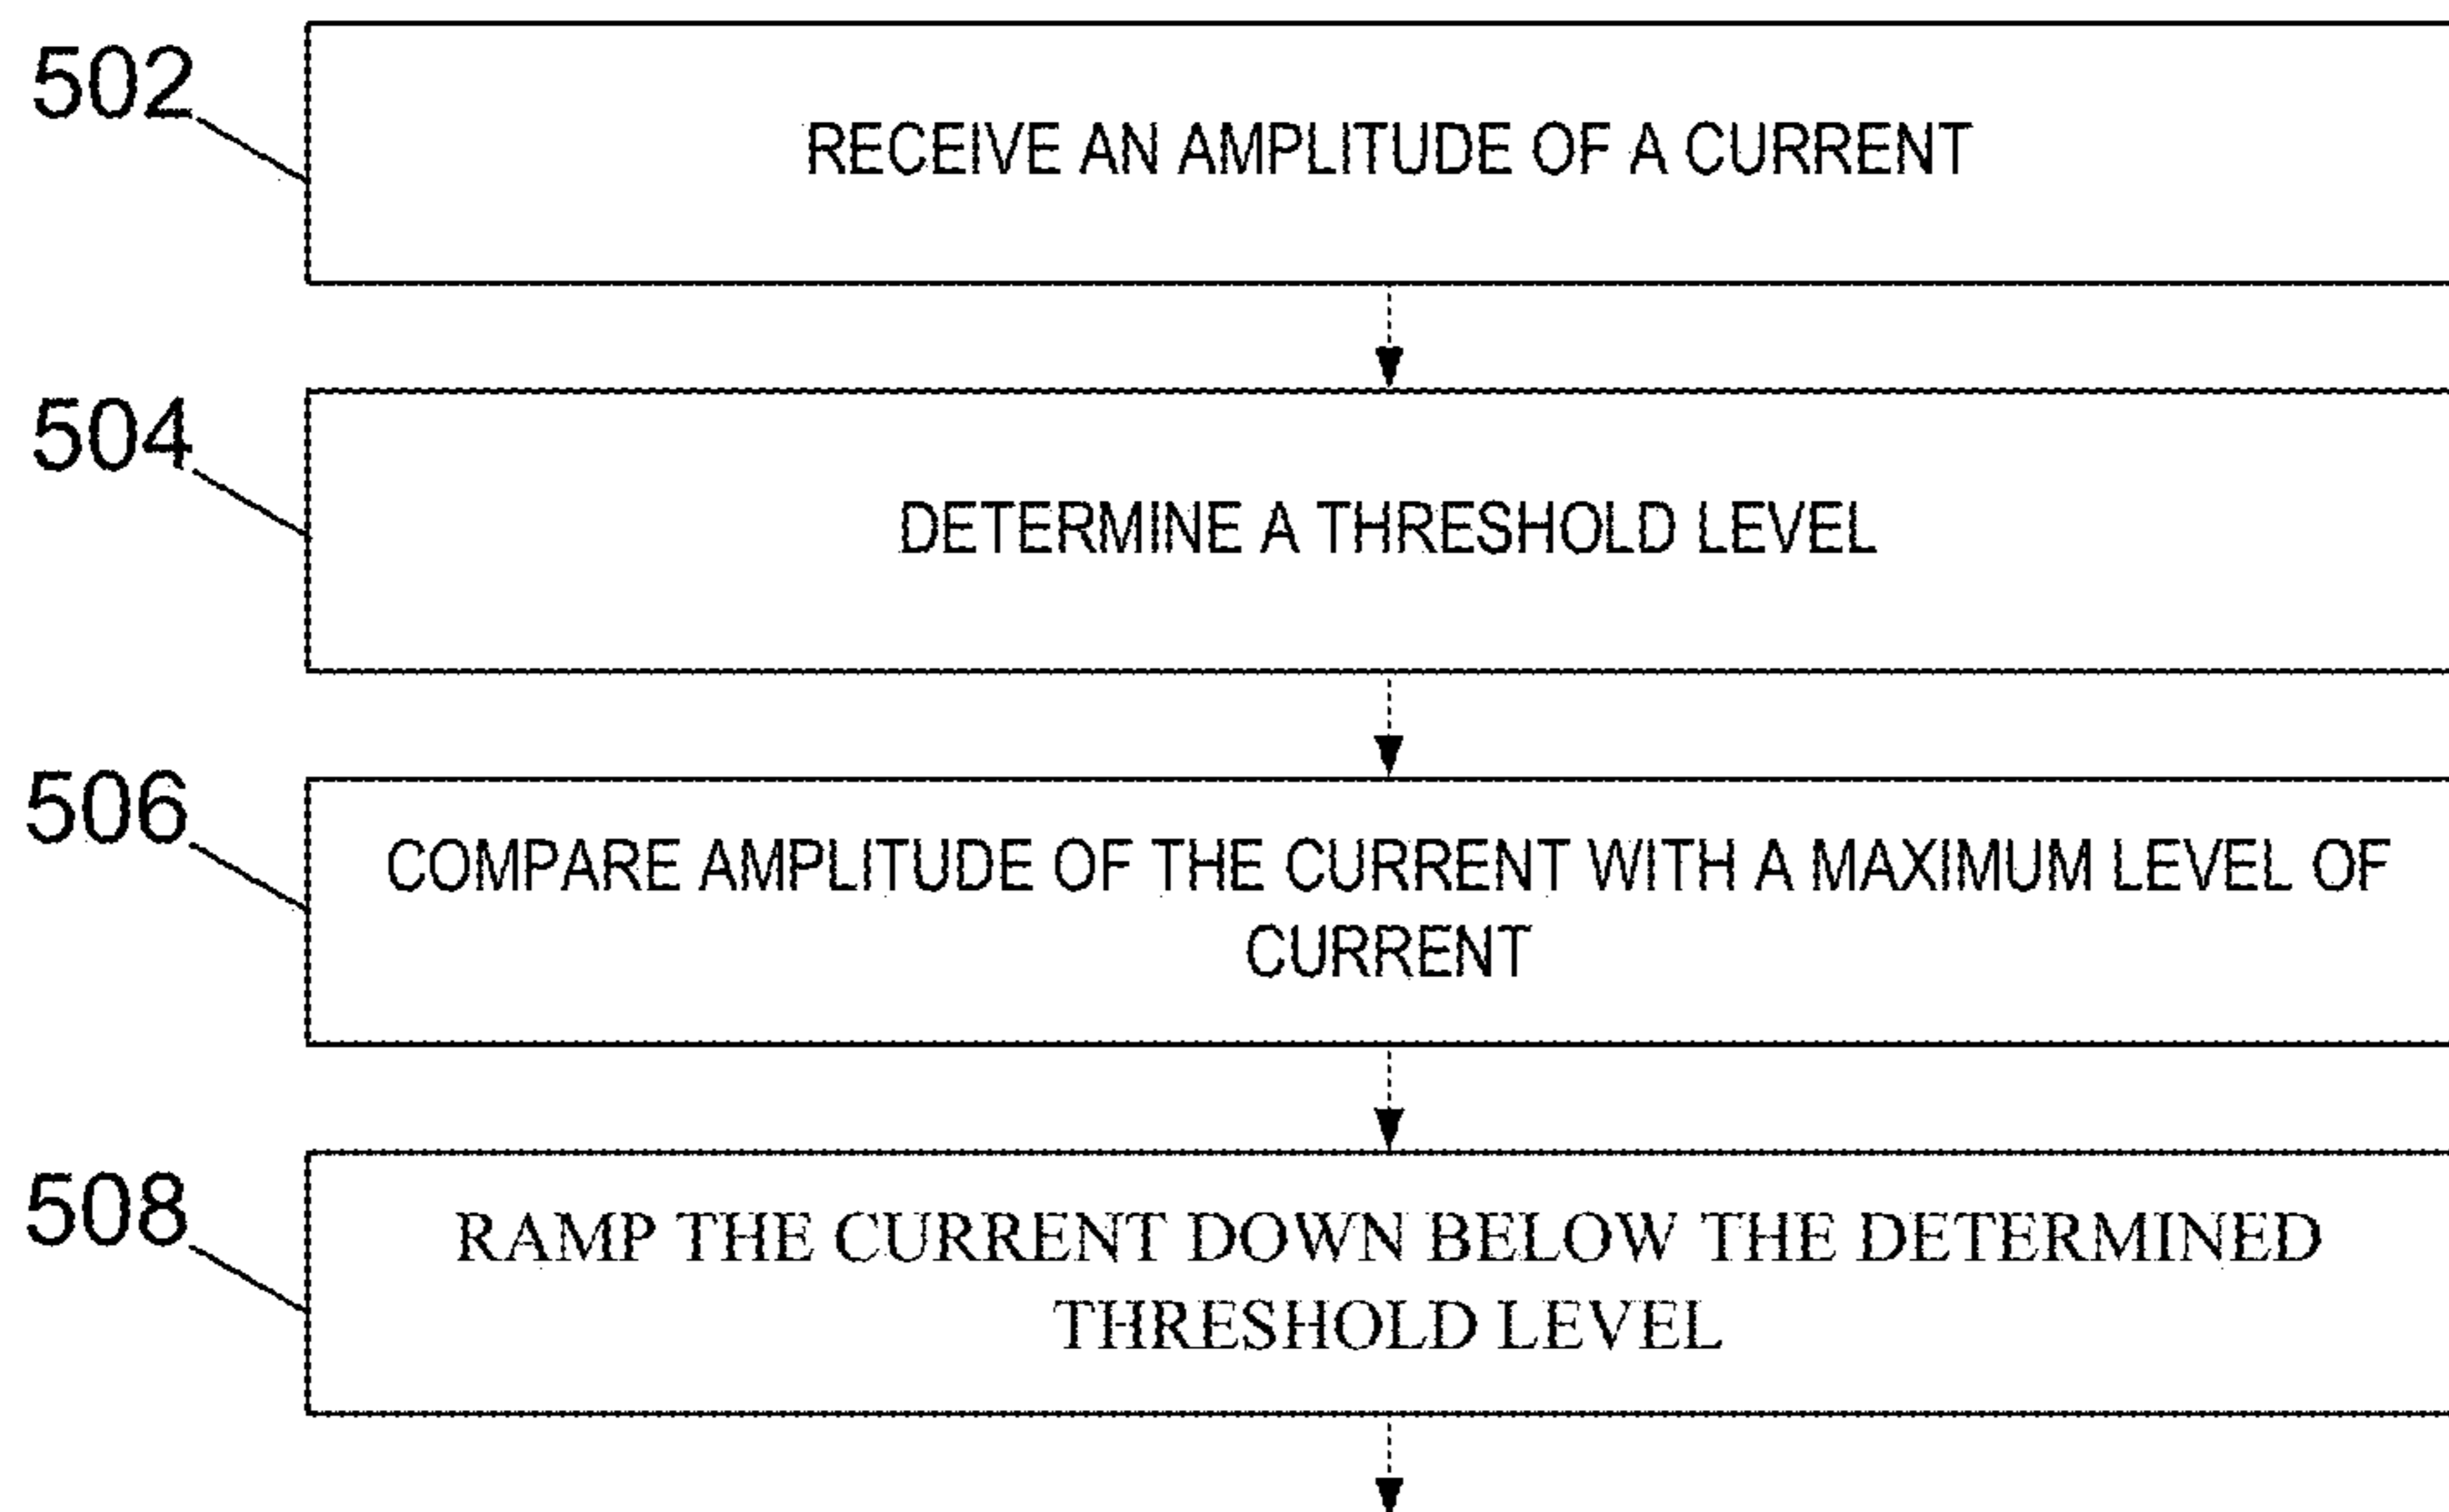 502
RECEIVE AN AMPLITUDE OF A CURRENT
504
DETERMINE A THRESHOLD LEVEL
506
COMPARE AMPLITUDE OF THE CURRENT WITH A MAXIMUM LEVEL OF
CURRENT
508
RAMP THE CURRENT DOWN BELOW THE DETERMINED
THRESHOLD LEVEL